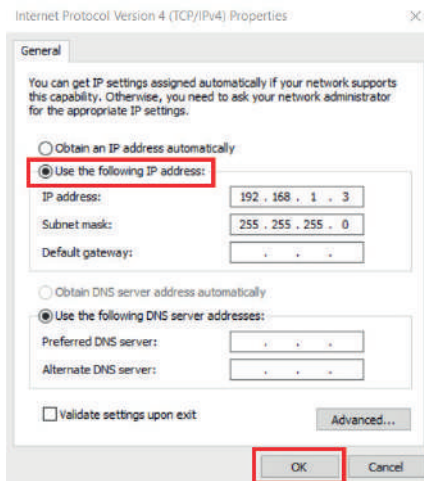 Internet Protocol Version 4 (TCP/IPv4) Properties
General
You can get IP settings assigned automatically if your network supports
this capability. Otherwise, you need to ask your network administrator
for the appropriate IP settings.
Obtain an IP address automatically
Use the following IP address:
IP address: 192 . 168 . 1 . 3
Subnet mask: 255 . 255 . 255 . 0
Default gateway: . . .
Obtain DNS server address automatically
Use the following DNS server addresses:
Preferred DNS server: . . .
Alternate DNS server: . . .
Validate settings upon exit
Advanced...
OK Cancel